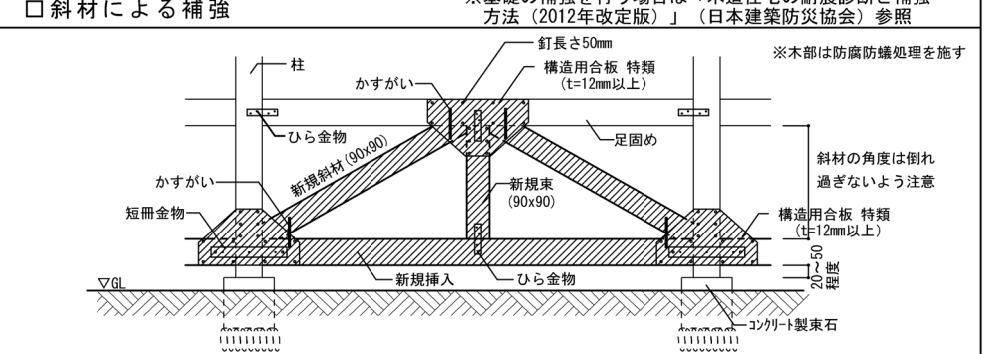 □斜材による補強
※基礎の補強を行う場合は「木造住宅の耐震診断と補強
方法（2012年改定版）」（日本建築防災協会）参照
※木部は防腐防蟻処理を施す
釘長さ50mm
柱
構造用合板 特類
(t=12mm以上)
かすがい
ひら金物
足固め
新規斜材(90x90)
斜材の角度は倒れ
過ぎないよう注意
かすがい
新規束
(90x90)
短冊金物
構造用合板 特類
(t=12mm以上)
新規挿入
ひら金物
20～50
程度
▽GL
コンクリート製束石